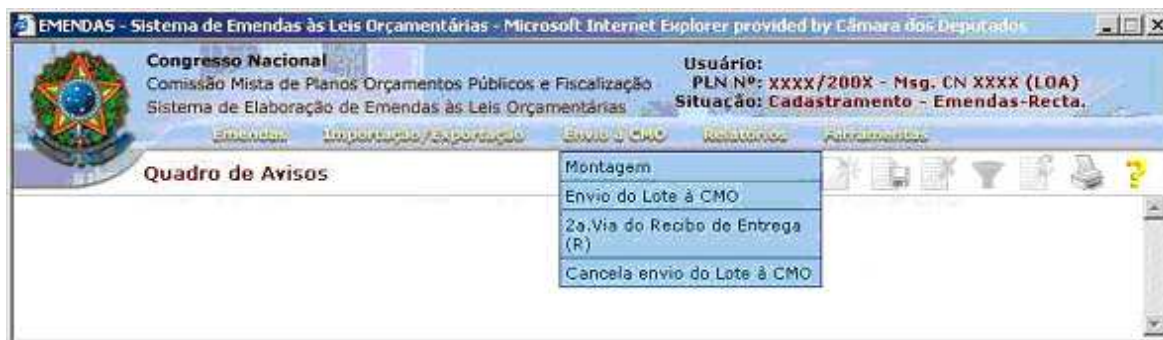 EMENDAS - Sistema de Emendas às Leis Orçamentárias - Microsoft Internet Explorer provided by Câmara dos Deputados
Congresso Nacional
Comissão Mista de Planos Orçamentos Públicos e Fiscalização
Sistema de Elaboração de Emendas às Leis Orçamentárias
Usuário:
PLN Nº: XXXX/200X - Msg. CN XXXX (LOA)
Situação: Cadastramento - Emendas-Recta.
Emendas Importação/Exportação Envio à CMO Relatórios Ferramentas
Quadro de Avisos
Montagem
Envio do Lote à CMO
2a.Via do Recibo de Entrega
(R)
Cancela envio do Lote à CMO